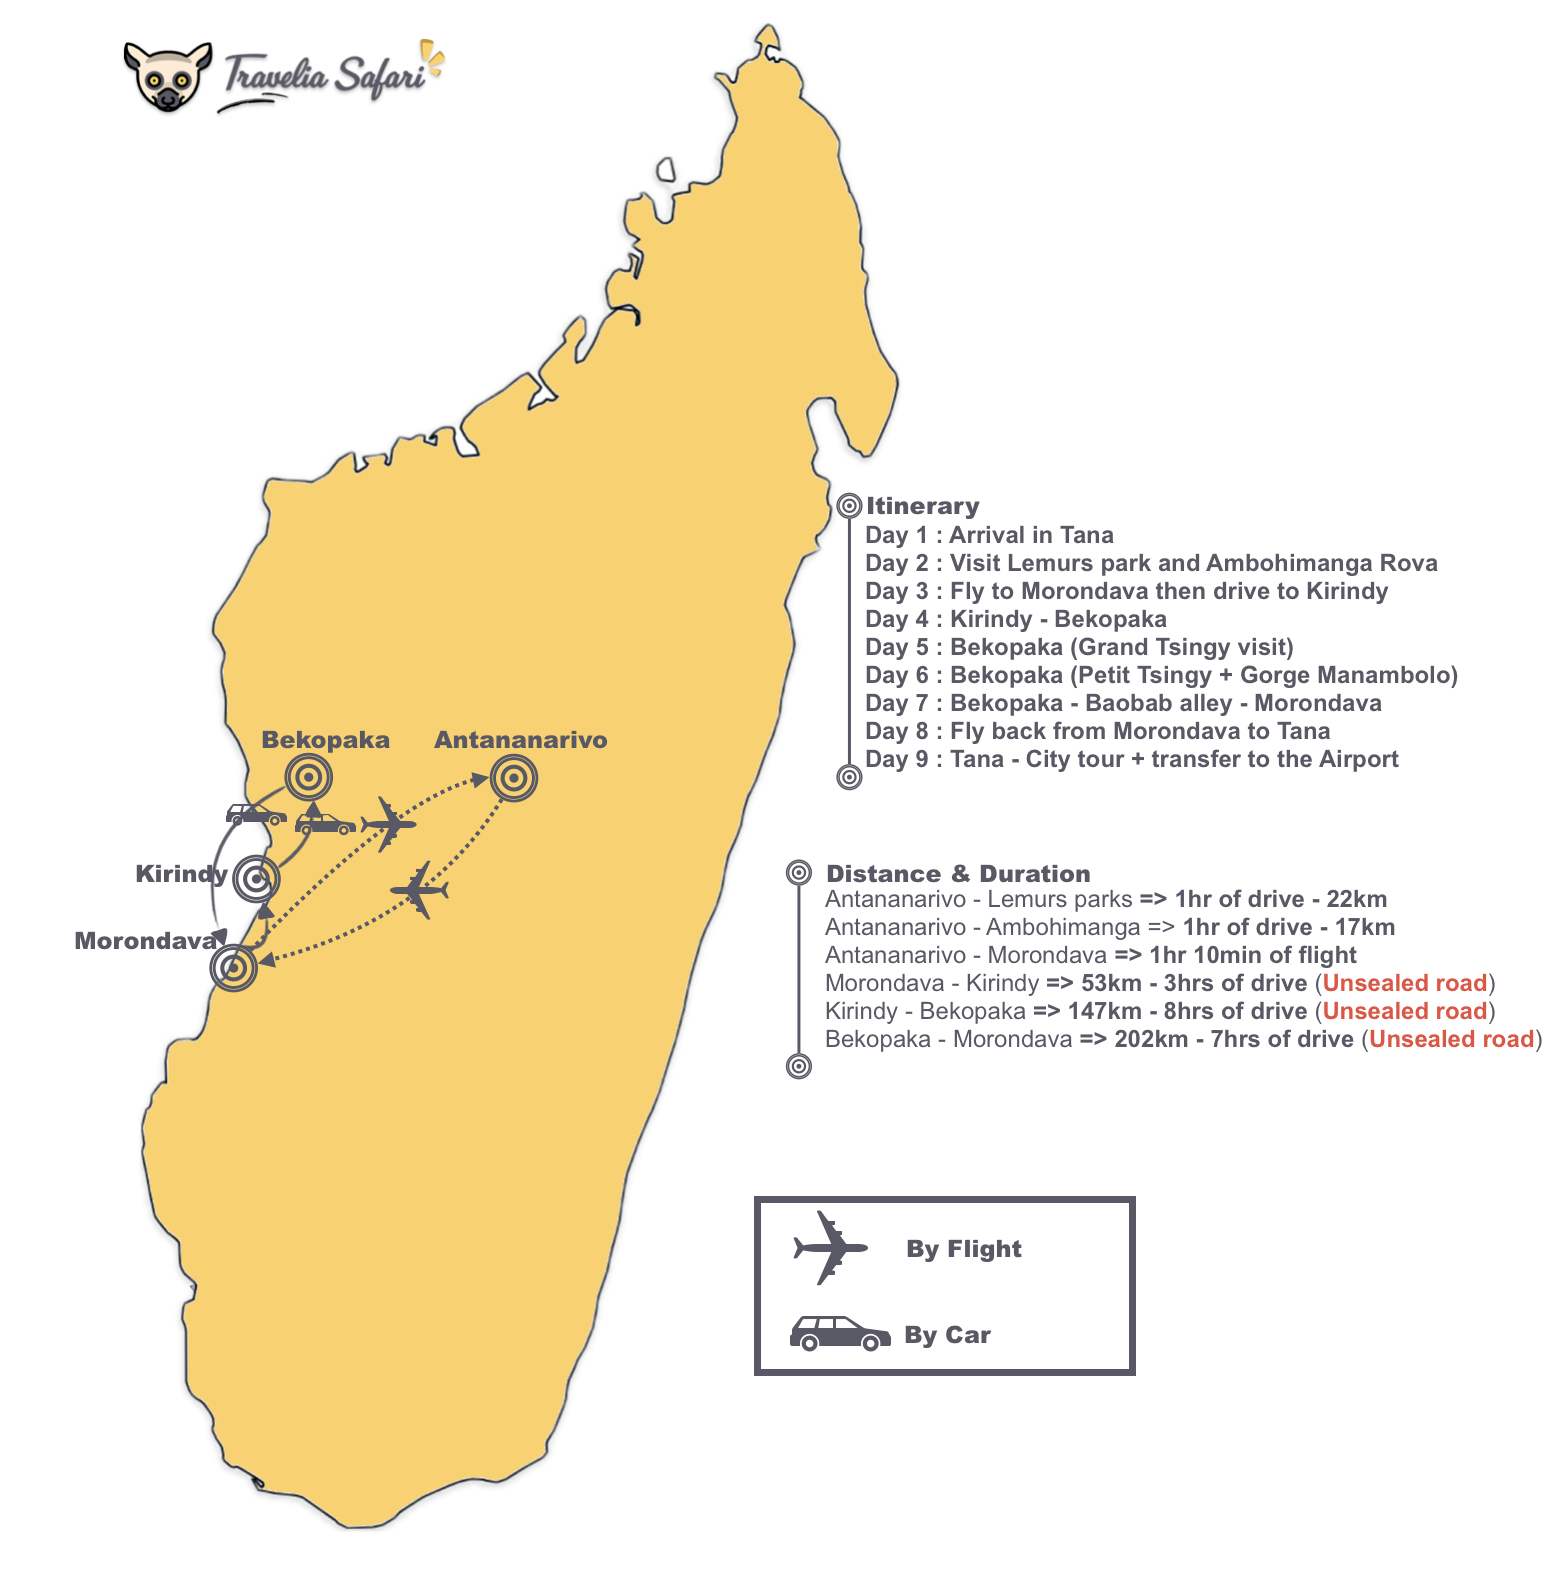 Travelia Safari
Itinerary
Day 1 : Arrival in Tana
Day 2 : Visit Lemurs park and Ambohimanga Rova
Day 3 : Fly to Morondava then drive to Kirindy
Day 4 : Kirindy - Bekopaka
Day 5 : Bekopaka (Grand Tsingy visit)
Day 6 : Bekopaka (Petit Tsingy + Gorge Manambolo)
Day 7 : Bekopaka - Baobab alley - Morondava
Day 8 : Fly back from Morondava to Tana
Day 9 : Tana - City tour + transfer to the Airport
Bekopaka
Antananarivo
Kirindy
Morondava
Distance & Duration
Antananarivo - Lemurs parks => 1hr of drive - 22km
Antananarivo - Ambohimanga => 1hr of drive - 17km
Antananarivo - Morondava => 1hr 10min of flight
Morondava - Kirindy => 53km - 3hrs of drive (Unsealed road)
Kirindy - Bekopaka => 147km - 8hrs of drive (Unsealed road)
Bekopaka - Morondava => 202km - 7hrs of drive (Unsealed road)
By Flight
By Car